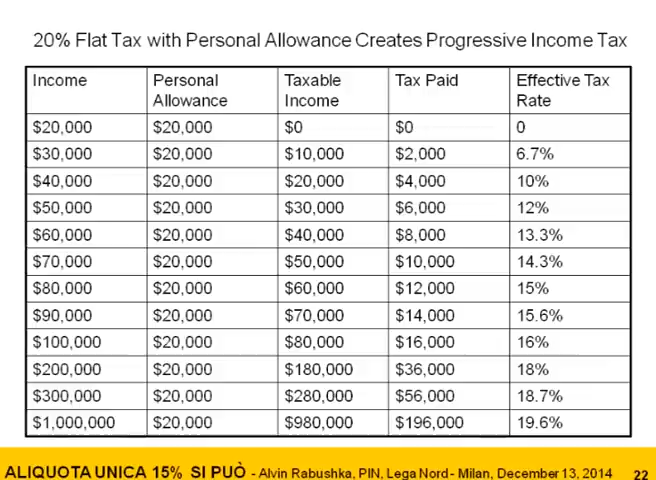 20% Flat Tax with Personal Allowance Creates Progressive Income Tax
Income Personal Allowance Taxable Income Tax Paid Effective Tax Rate
$20,000 $20,000 $0 $0 0
$30,000 $20,000 $10,000 $2,000 6.7%
$40,000 $20,000 $20,000 $4,000 10%
$50,000 $20,000 $30,000 $6,000 12%
$60,000 $20,000 $40,000 $8,000 13.3%
$70,000 $20,000 $50,000 $10,000 14.3%
$80,000 $20,000 $60,000 $12,000 15%
$90,000 $20,000 $70,000 $14,000 15.6%
$100,000 $20,000 $80,000 $16,000 16%
$200,000 $20,000 $180,000 $36,000 18%
$300,000 $20,000 $280,000 $56,000 18.7%
$1,000,000 $20,000 $980,000 $196,000 19.6%
ALIQUOTA UNICA 15% SI PUÒ - Alvin Rabushka, PIN, Lega Nord - Milan, December 13, 2014 22